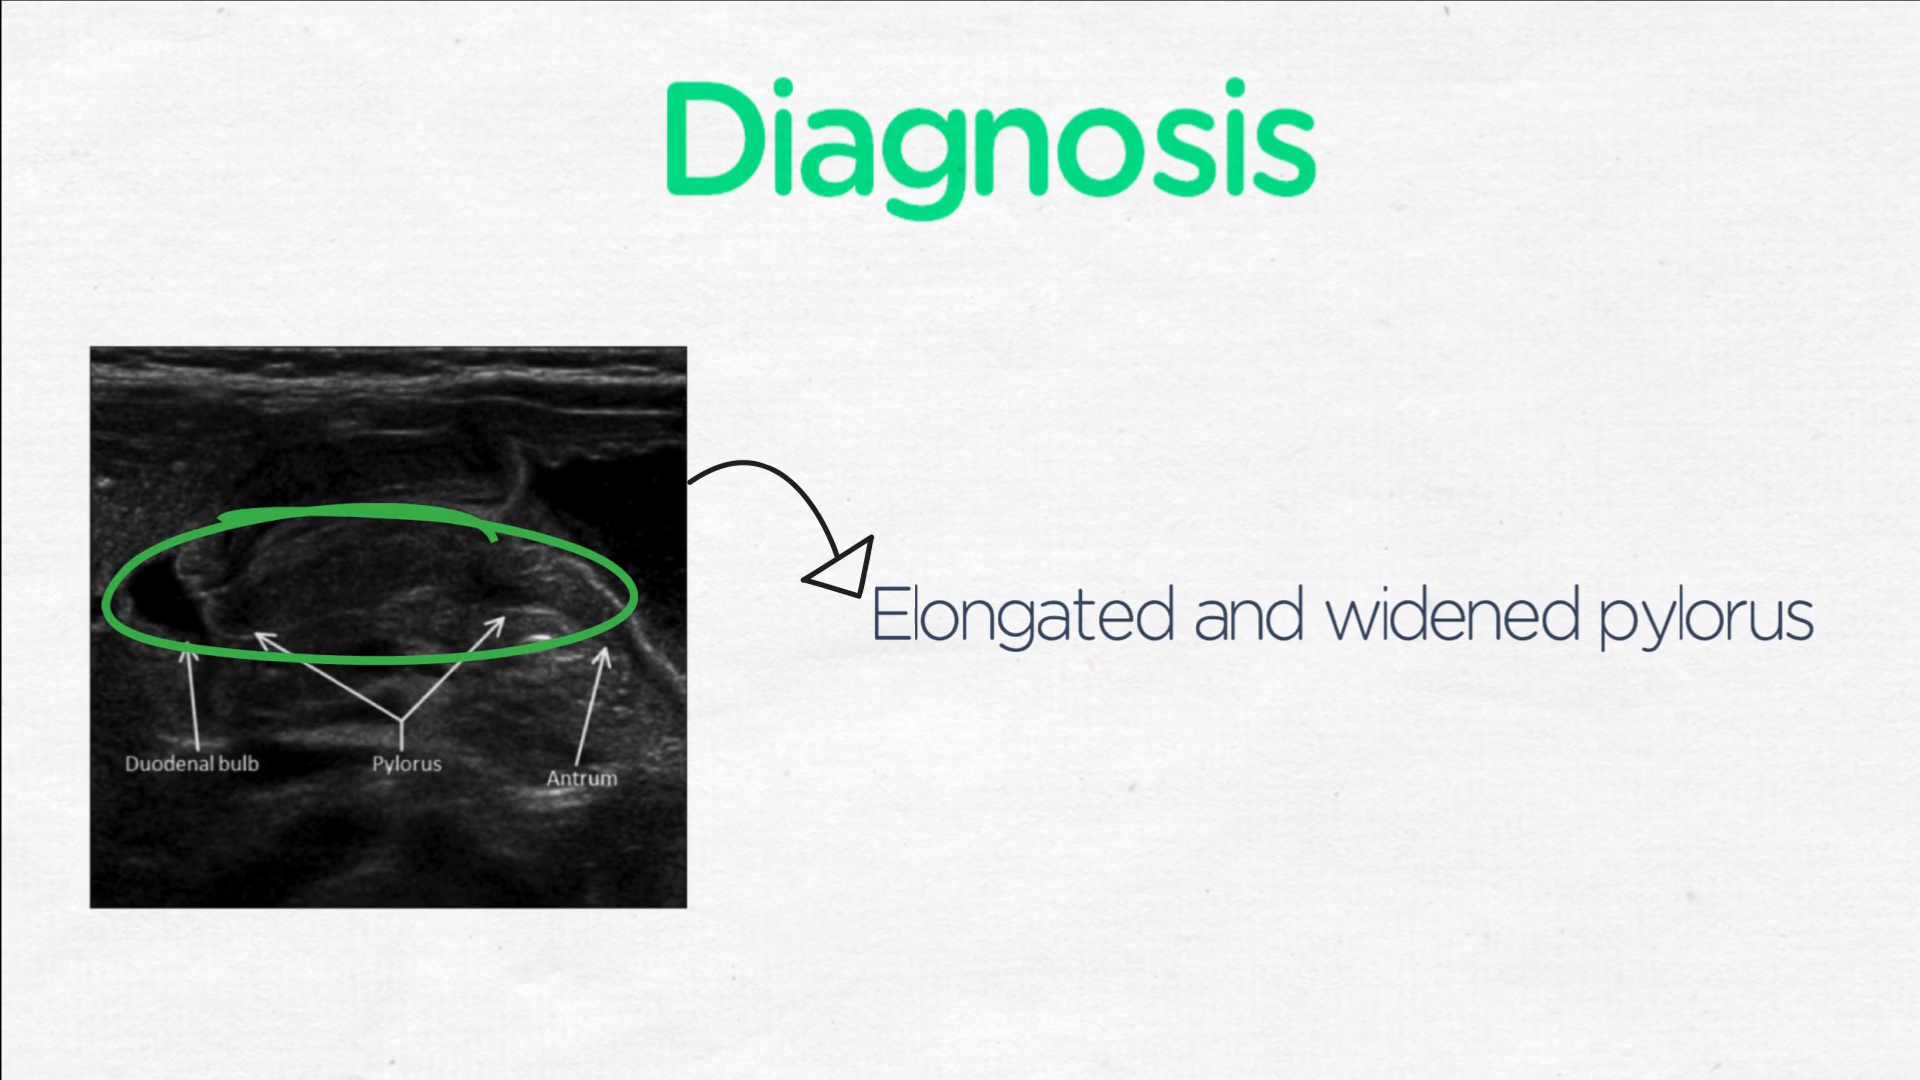 Diagnosis
Elongated and widened pylorus
Duodenal bulb
Pylorus
Antrum